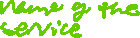 name of the
service